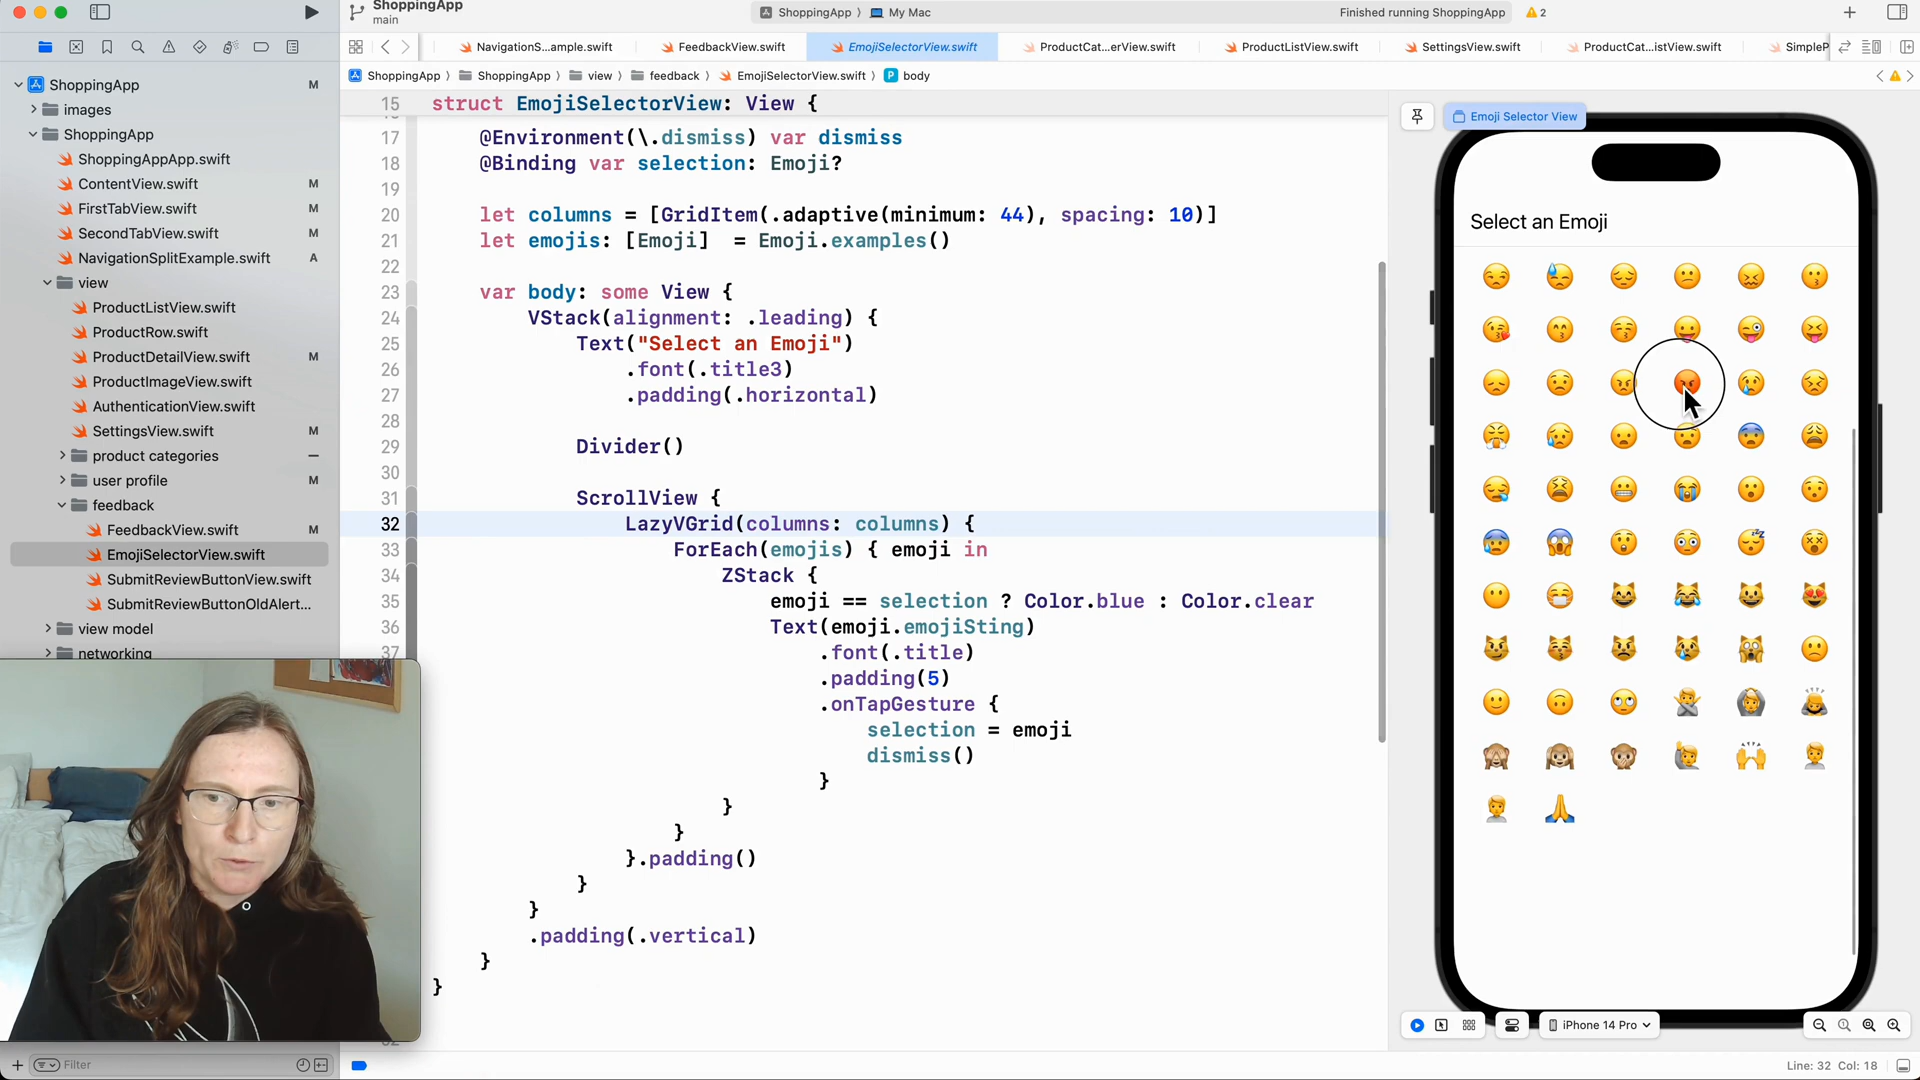 ShoppingApp
main
ShoppingApp 〉 My Mac
Finished running ShoppingApp
2
NavigationS...ample.swift
FeedbackView.swift
EmojiSelectorView.swift
ProductCat...erView.swift
ProductListView.swift
SettingsView.swift
ProductCat...istView.swift
SimpleP
ShoppingApp 〉 ShoppingApp 〉 view 〉 feedback 〉 EmojiSelectorView.swift 〉 P body
ShoppingApp M
images
ShoppingApp
ShoppingAppApp.swift
ContentView.swift M
FirstTabView.swift M
SecondTabView.swift M
NavigationSplitExample.swift A
view
ProductListView.swift
ProductRow.swift
ProductDetailView.swift M
ProductImageView.swift
AuthenticationView.swift
SettingsView.swift M
product categories
user profile M
feedback
FeedbackView.swift M
EmojiSelectorView.swift
SubmitReviewButtonView.swift
SubmitReviewButtonOldAlert...
view model
networking
Filter
15 struct EmojiSelectorView: View {
17 @Environment(\.dismiss) var dismiss
18 @Binding var selection: Emoji?
19
20 let columns = [GridItem(.adaptive(minimum: 44), spacing: 10)]
21 let emojis: [Emoji]  = Emoji.examples()
22
23 var body: some View {
24 VStack(alignment: .leading) {
25 Text("Select an Emoji")
26 .font(.title3)
27 .padding(.horizontal)
28
29 Divider()
30
31 ScrollView {
32 LazyVGrid(columns: columns) {
33 ForEach(emojis) { emoji in
34 ZStack {
35 emoji == selection ? Color.blue : Color.clear
36 Text(emoji.emojiSting)
37 .font(.title)
.padding(5)
.onTapGesture {
selection = emoji
dismiss()
}
}
}
}.padding()
}
}
.padding(.vertical)
}
}
Emoji Selector View
Select an Emoji
iPhone 14 Pro
Line: 32 Col: 18